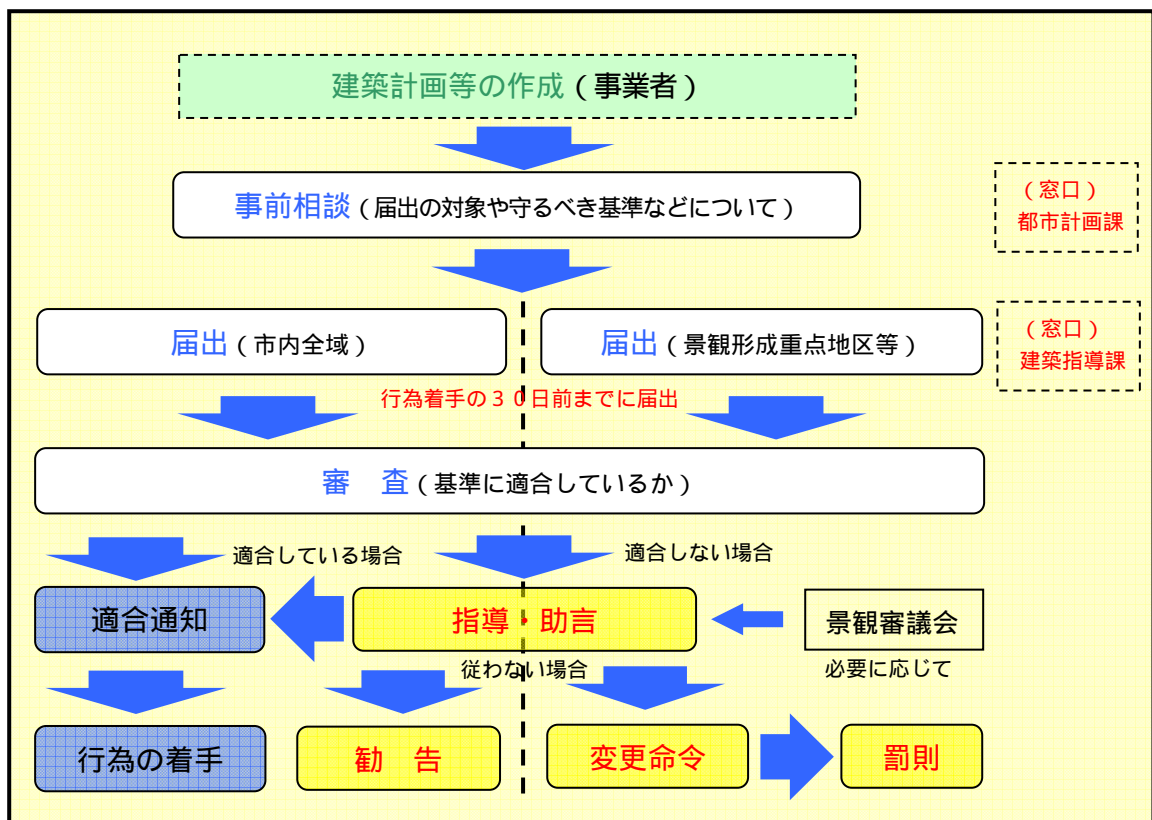 建築計画等の作成(事業者)
事前相談(届出の対象や守るべき基準などについて)
(窓口)
都市計画課
届出(市内全域)
届出(景観形成重点地区等)
(窓口)
建築指導課
行為着手の30日前までに届出
審 査(基準に適合しているか)
適合している場合
適合しない場合
適合通知
指導・助言
景観審議会
従わない場合
必要に応じて
行為の着手
勧 告
変更命令
罰則